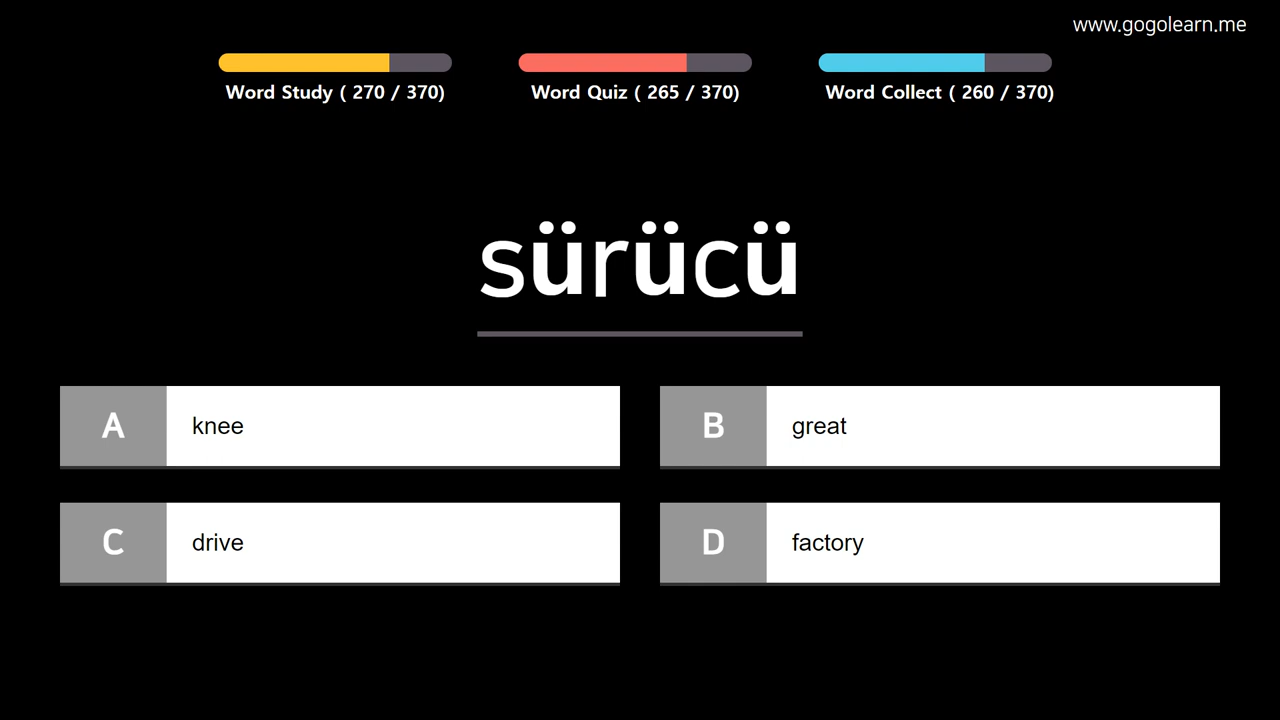 www.gogolearn.me
Word Study ( 270 / 370)
Word Quiz ( 265 / 370)
Word Collect ( 260 / 370)
sürücü
A knee
B great
C drive
D factory